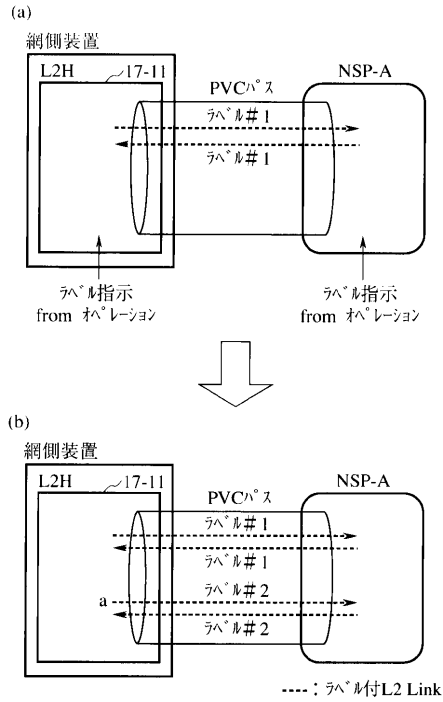 (a)
網側装置
L2H
17-11
PVCパス
NSP-A
ラベル#1
ラベル#1
ラベル指示
from オペレーション
ラベル指示
from オペレーション
(b)
網側装置
L2H
17-11
PVCパス
NSP-A
ラベル#1
ラベル#1
a
ラベル#2
ラベル#2
----：ラベル付L2 Link